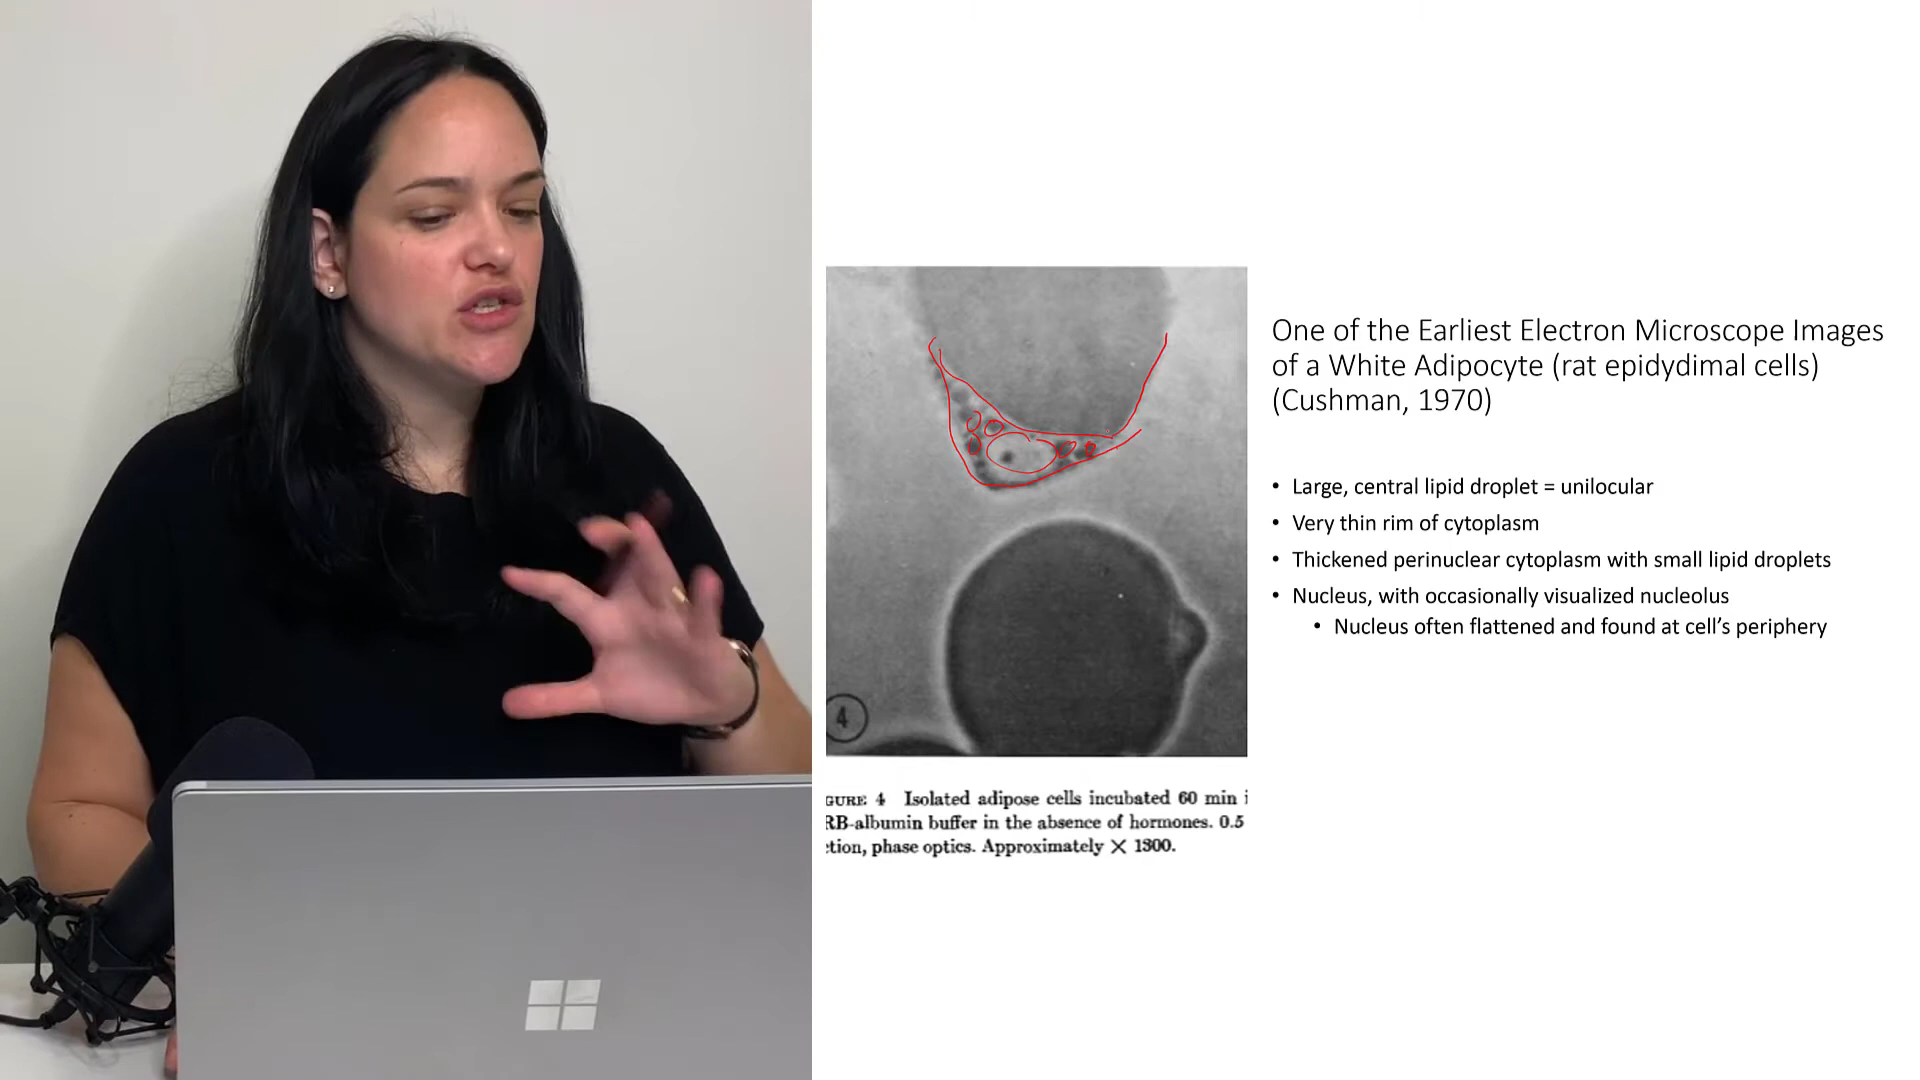 One of the Earliest Electron Microscope Images
of a White Adipocyte (rat epidydimal cells)
(Cushman, 1970)
• Large, central lipid droplet = unilocular
• Very thin rim of cytoplasm
• Thickened perinuclear cytoplasm with small lipid droplets
• Nucleus, with occasionally visualized nucleolus
• Nucleus often flattened and found at cell's periphery
4
GURE 4 Isolated adipose cells incubated 60 min i
RB-albumin buffer in the absence of hormones. 0.5
tion, phase optics. Approximately × 1300.